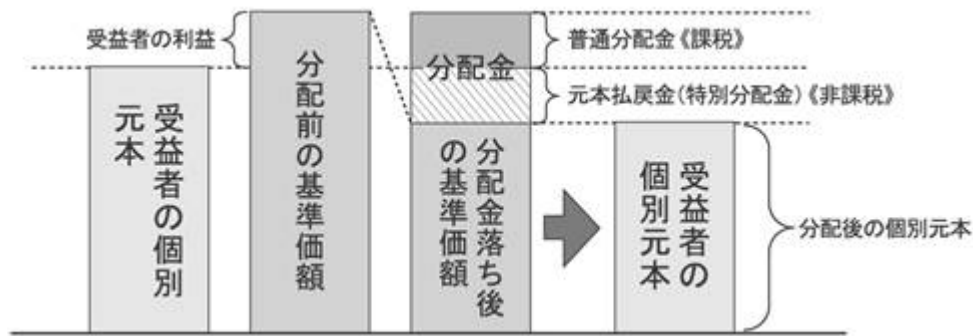 受益者の利益
受益者の個別
元本
分配前の基準価額
分配金
分配金落ち後
の基準価額
普通分配金《課税》
元本払戻金(特別分配金)《非課税》
受益者の
個別元本
分配後の個別元本